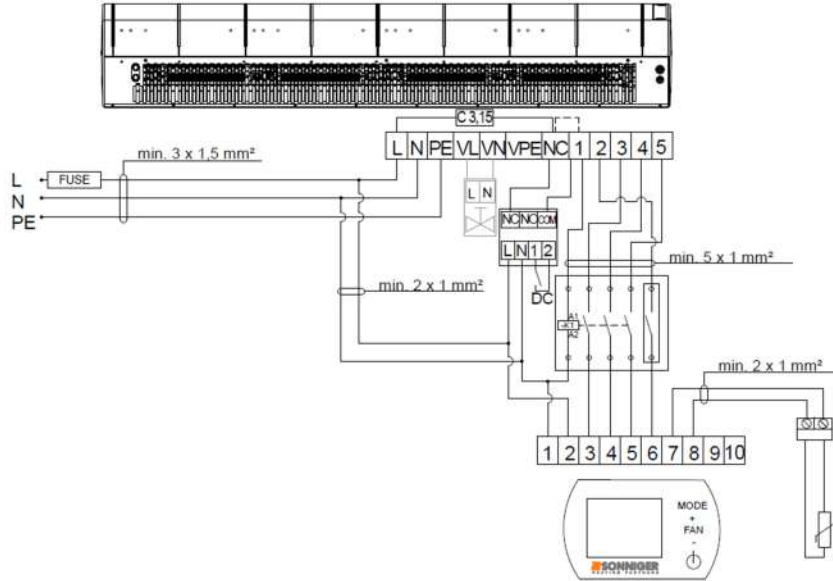 C 3,15
L N PE VL VN VPE NC 1 2 3 4 5
min. 3 x 1,5 mm²
L FUSE
N
PE
L N
NC NC COM
L N 1 2
min. 5 x 1 mm²
min. 2 x 1 mm²
DC
A1
K1
A2
min. 2 x 1 mm²
1 2 3 4 5 6 7 8 9 10
MODE
+
FAN
-
SONNIGER